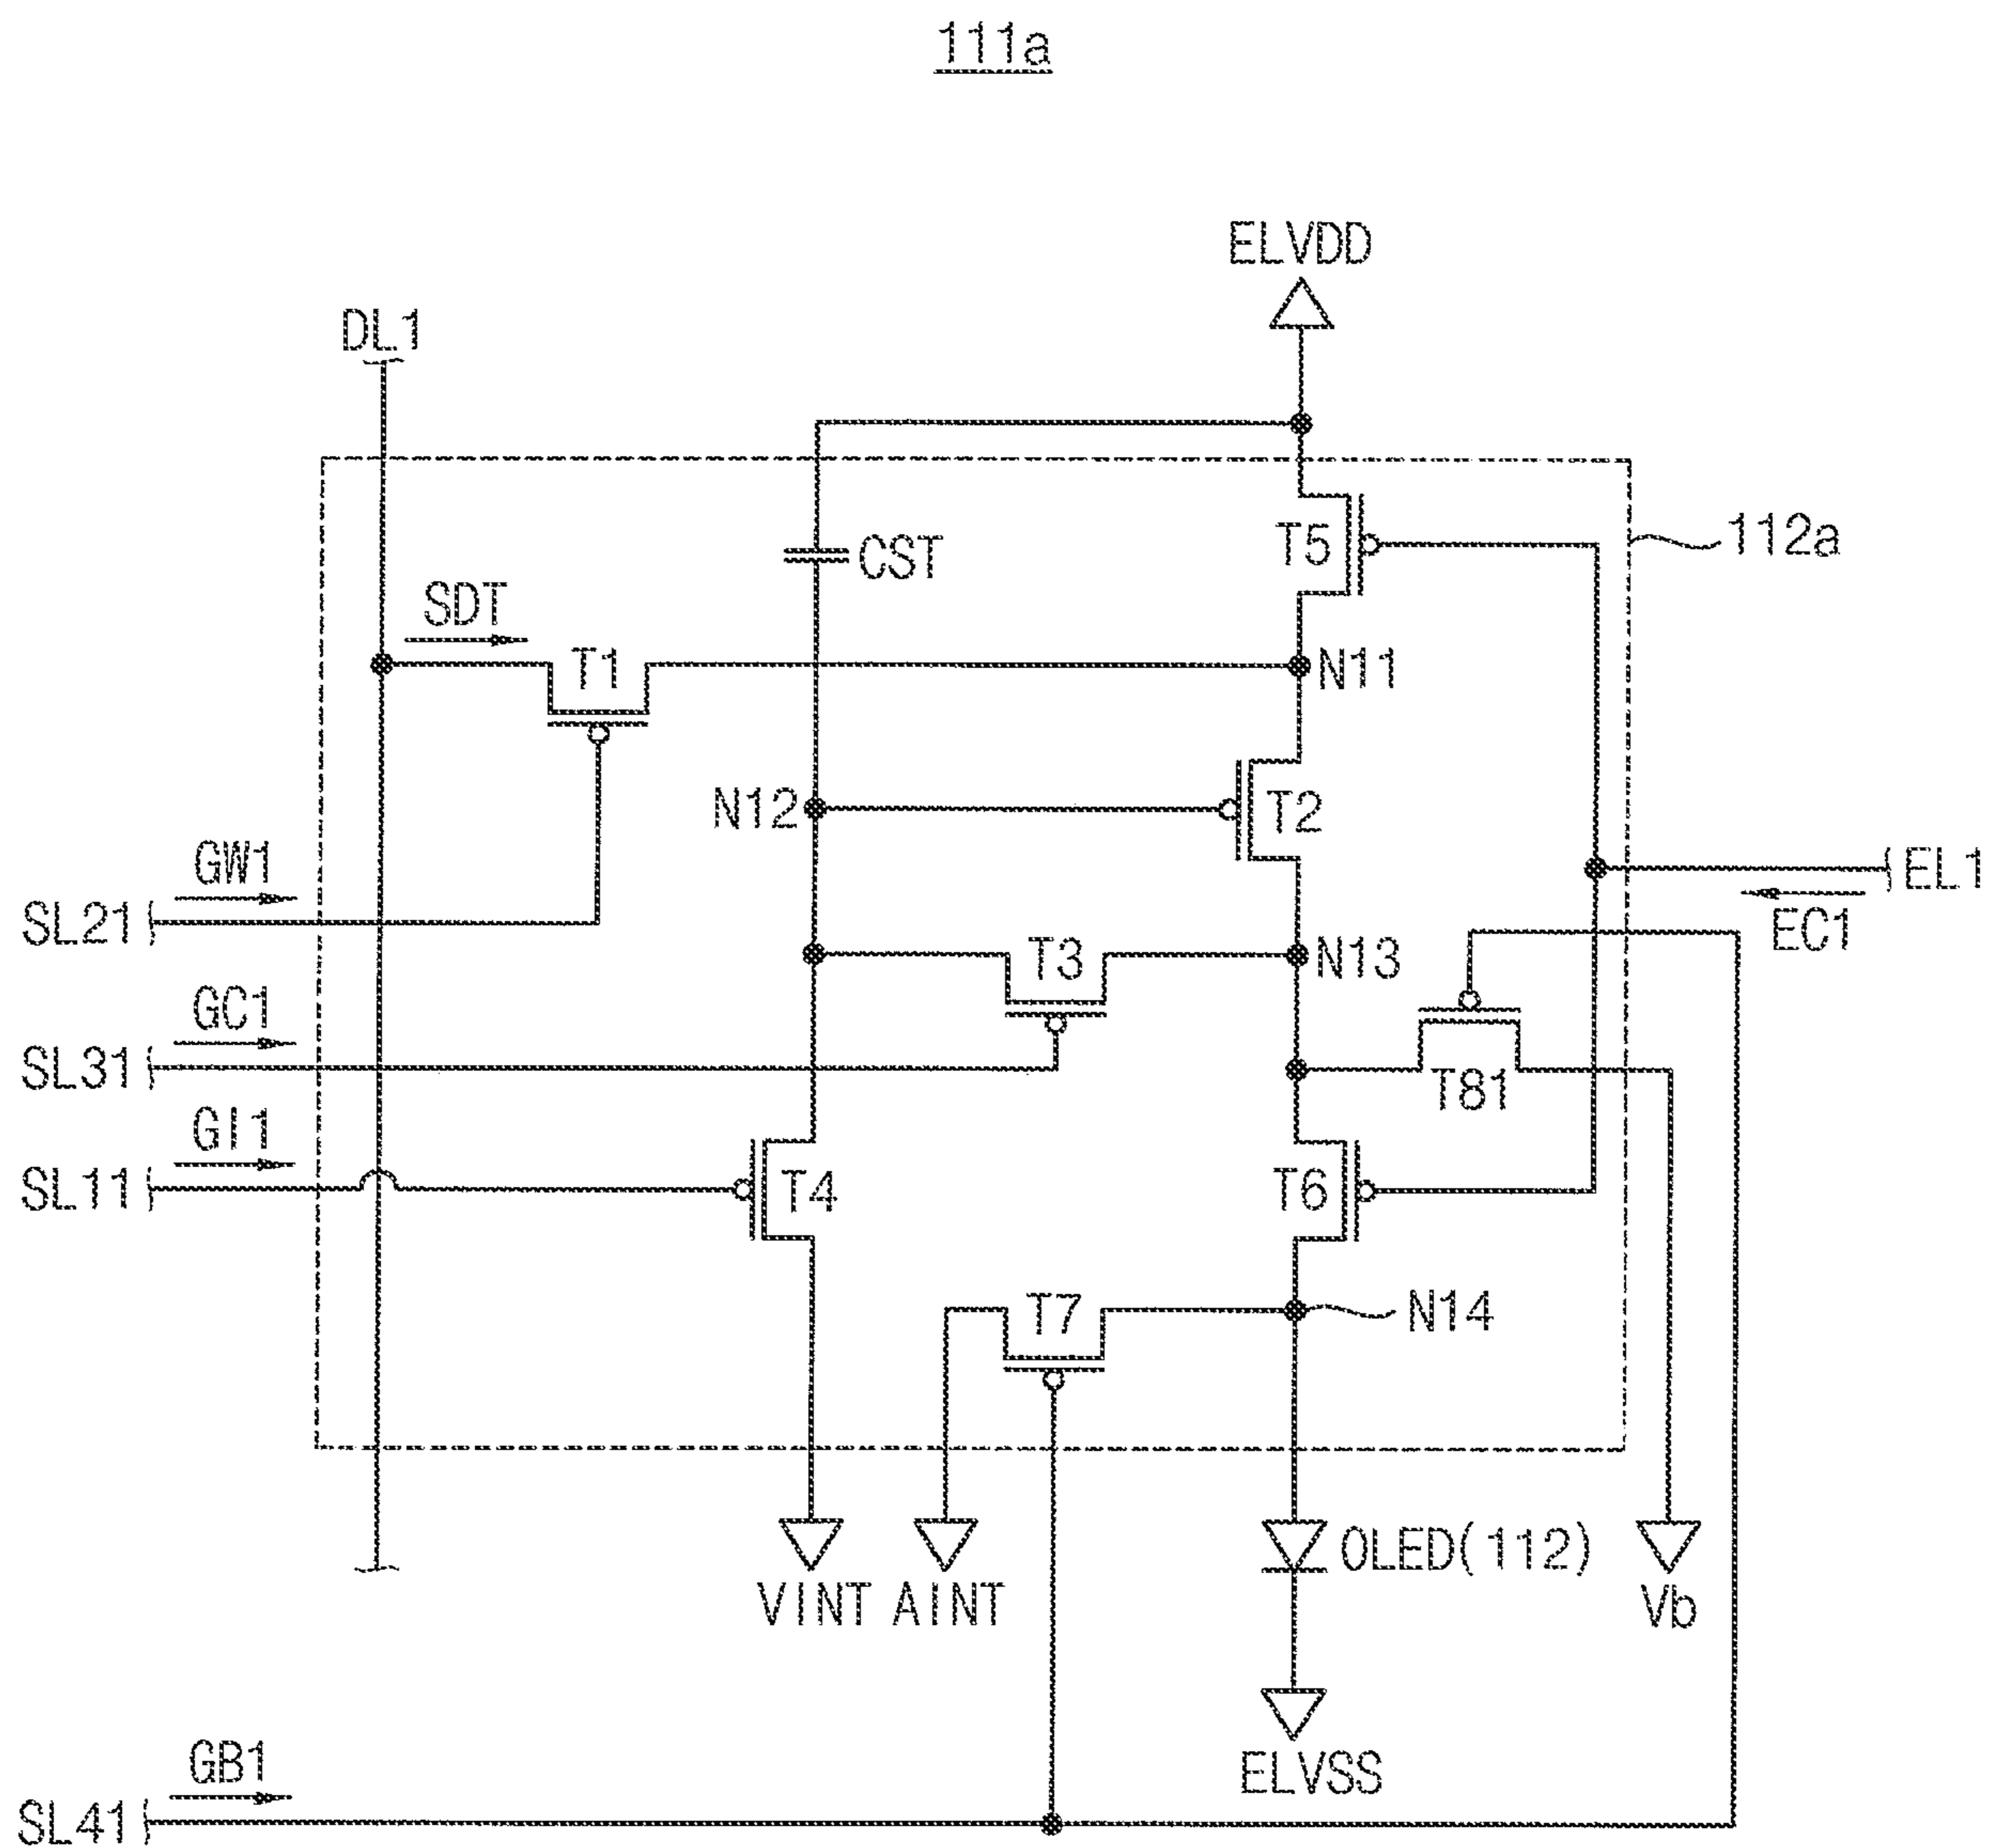 111a
ELVDD
DL1
T5
112a
CST
SDT
T1
N11
N12
T2
GW1
EL1
SL21
EC1
T3
N13
GC1
SL31
T81
GI1
SL11
T4
T6
T7
N14
OLED(112)
VINT
AINT
Vb
GB1
ELVSS
SL41